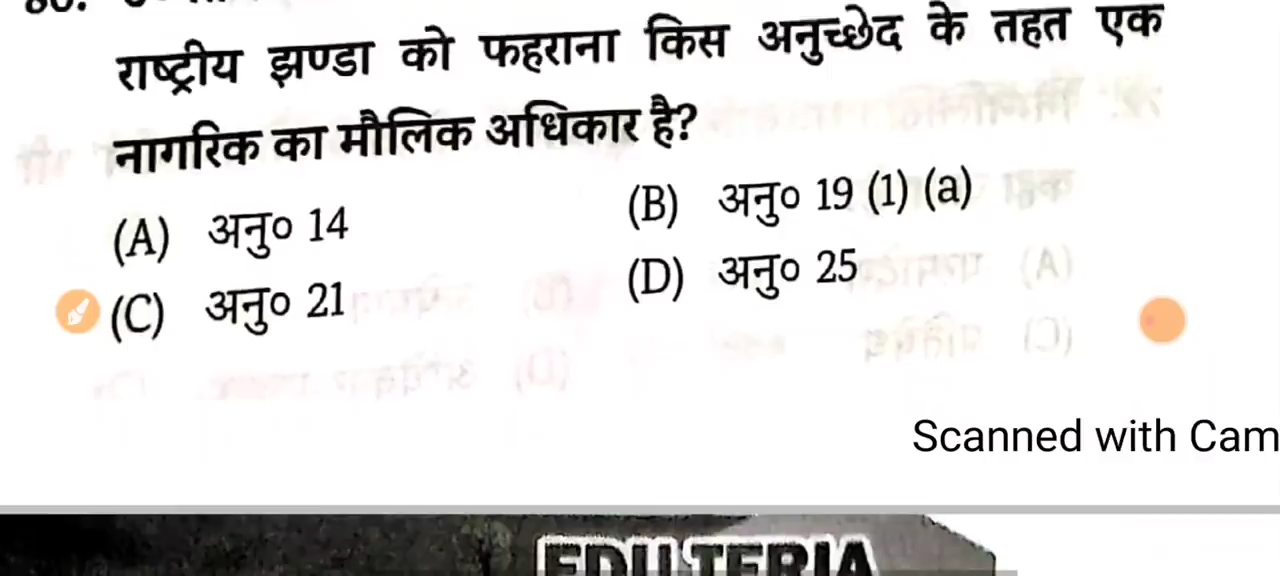 राष्ट्रीय झण्डा को फहराना किस अनुच्छेद के तहत एक
नागरिक का मौलिक अधिकार है?
(A) अनु० 14
(B) अनु० 19 (1) (a)
(C) अनु० 21
(D) अनु० 25
Scanned with Cam
EDUTERIA